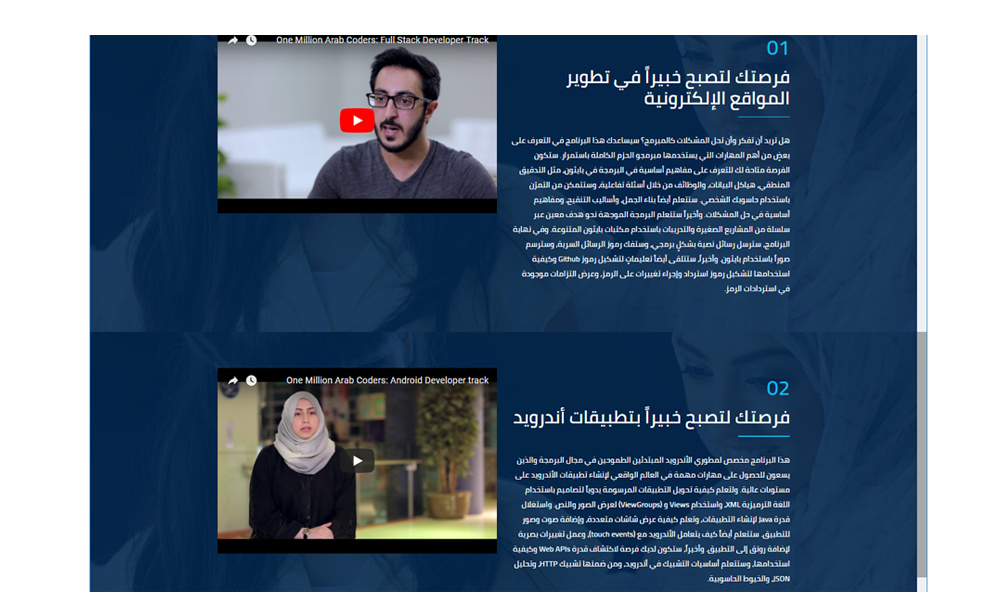 01
فرصتك لتصبح خبيراً في تطوير
المواقع الإلكترونية
هل تريد أن تفكر وأن تحل المشكلات كالمبرمج؟ سيساعدك هذا البرنامج في التعرف على
بعضٍ من أهم المهارات التي يستخدمها مبرمجو الحزم الكاملة باستمرار. ستكون
الفرصة متاحة لك للتعرف على مفاهيم أساسية في البرمجة في بايثون، مثل التدقيق
المنطقي، هياكل البيانات، والوظائف من خلال أسئلة تفاعلية، وستتمكن من التمرّن
باستخدام حاسوبك الشخصي. ستتعلم أيضاً بناء الجمل، وأساليب التنقيح، ومفاهيم
أساسية في حل المشكلات. وأخيراً ستتعلم البرمجة الموجهة نحو هدف معين عبر
سلسلة من المشاريع الصغيرة والتدريبات باستخدام مكتبات بايثون المتنوعة. وفي نهاية
البرنامج، سترسل رسائل نصية بشكلٍ برمجي، وستفك رموز الرسائل السرية، وسترسم
صوراً باستخدام بايثون. وأخيراً، ستتلقى أيضاً تعليماتٍ لتشكيل رموز Github وكيفية
استخدامها لتشكيل رموز استرداد وإجراء تغييرات على الرمز، وعرض التزامات موجودة
في استردادات الرمز.
One Million Arab Coders: Full Stack Developer Track
02
فرصتك لتصبح خبيراً بتطبيقات أندرويد
هذا البرنامج مخصص لمطوري الأندرويد المبتدئين الطموحين في مجال البرمجة والذين
يسعون للحصول على مهارات مهمة في العالم الواقعي لإنشاء تطبيقات الأندرويد على
مستويات عالية. ولتعلم كيفية تحويل التطبيقات المرسومة يدوياً لتصاميم باستخدام
اللغة الترميزية XML، واستخدام Views و (ViewGroups) لعرض الصور والنص. واستغلال
قدرة Java لإنشاء التطبيقات، وتعلم كيفية عرض شاشات متعددة، وإضافة صوت وصور
للتطبيق. ستتعلم أيضاً كيف يتعامل الأندرويد مع (touch events)، وعمل تغييرات بصرية
لإضافة رونق إلى التطبيق. وأخيراً، ستكون لديك فرصة لاكتشاف قدرة Web APIs وكيفية
استخدامها، وستتعلم أساسيات التشبيك في أندرويد، ومن ضمنها تشبيك HTTP، وتحليل
JSON، والخيوط الحاسوبية.
One Million Arab Coders: Android Developer track